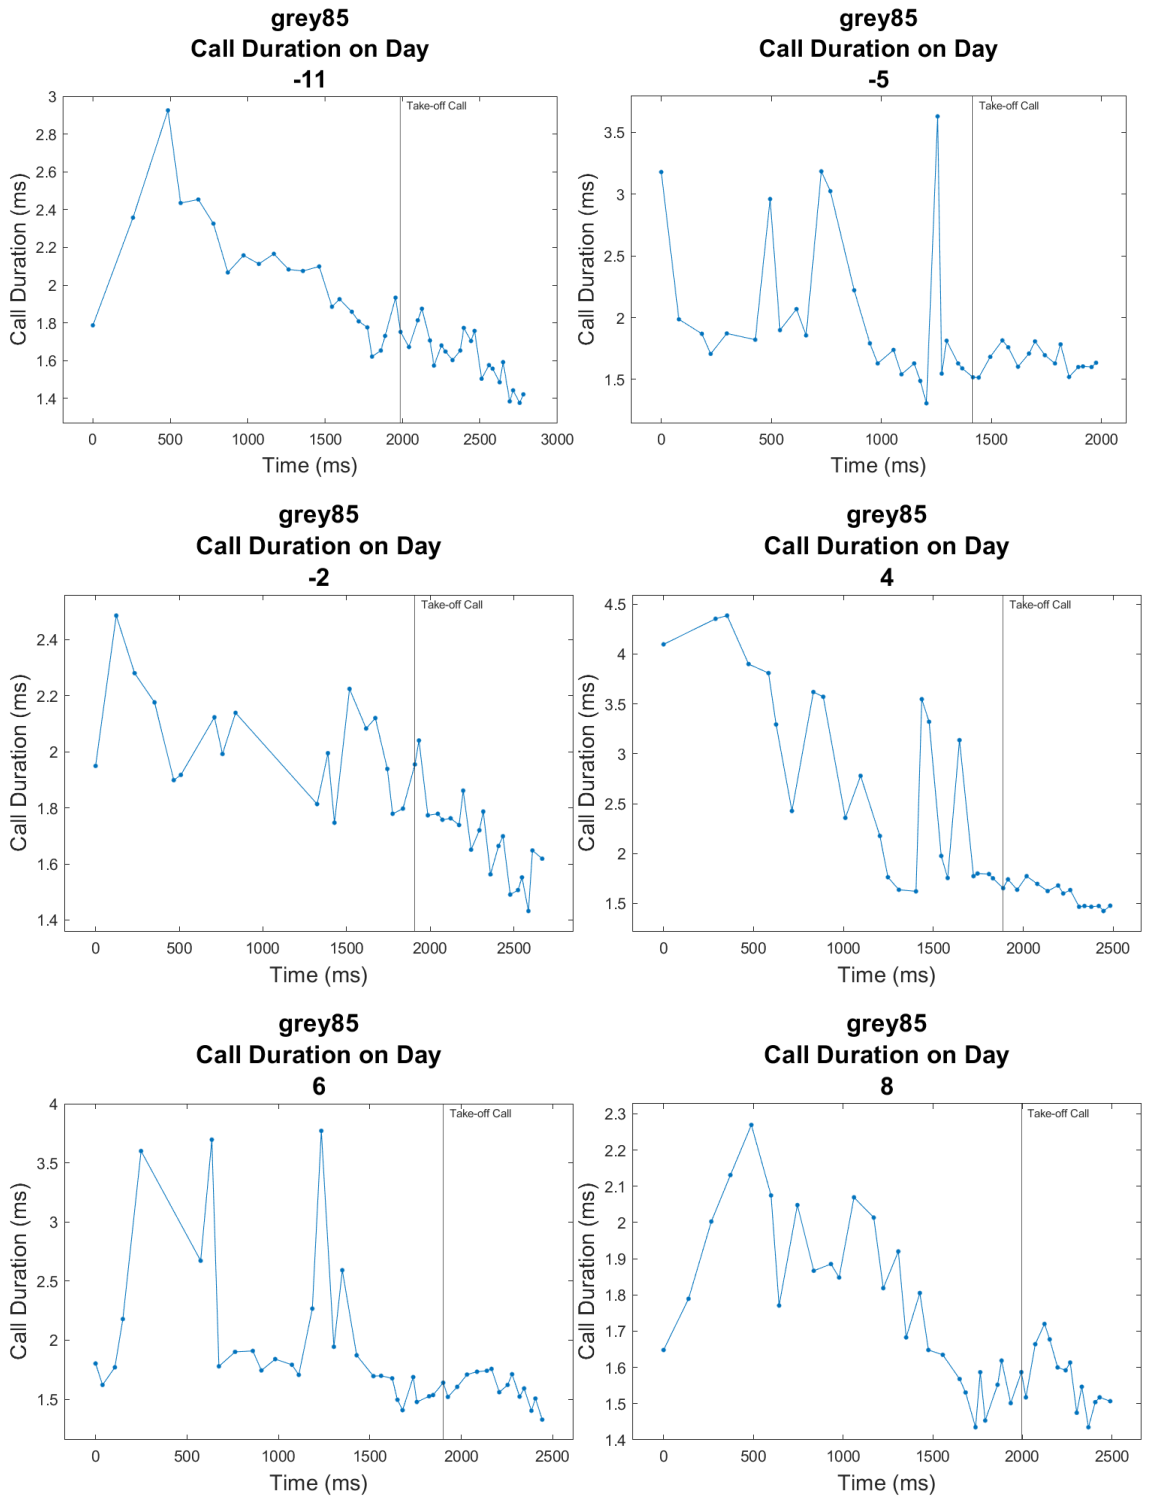 grey85
Call Duration on Day
-11
Take-off Call
3
2.8
2.6
2.4
2.2
2
1.8
1.6
1.4
Call Duration (ms)
0 500 1000 1500 2000 2500 3000
Time (ms)
grey85
Call Duration on Day
-5
Take-off Call
3.5
3
2.5
2
1.5
Call Duration (ms)
0 500 1000 1500 2000
Time (ms)
grey85
Call Duration on Day
-2
Take-off Call
2.4
2.2
2
1.8
1.6
1.4
Call Duration (ms)
0 500 1000 1500 2000 2500
Time (ms)
grey85
Call Duration on Day
4
Take-off Call
4.5
4
3.5
3
2.5
2
1.5
Call Duration (ms)
0 500 1000 1500 2000 2500
Time (ms)
grey85
Call Duration on Day
6
Take-off Call
4
3.5
3
2.5
2
1.5
Call Duration (ms)
0 500 1000 1500 2000 2500
Time (ms)
grey85
Call Duration on Day
8
Take-off Call
2.3
2.2
2.1
2
1.9
1.8
1.7
1.6
1.5
1.4
Call Duration (ms)
0 500 1000 1500 2000 2500
Time (ms)